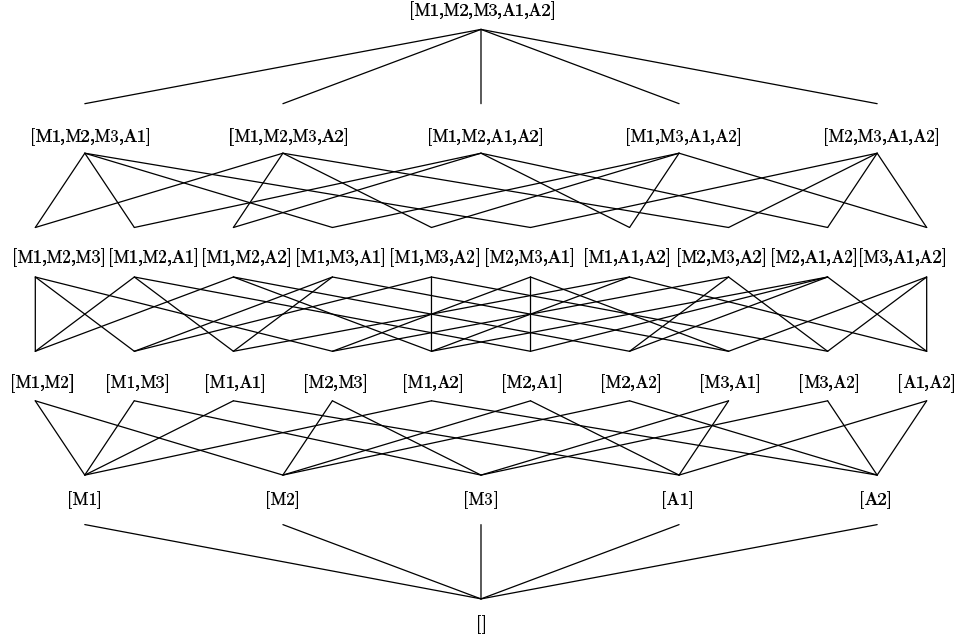 [M1,M2,M3,A1,A2]
[M1,M2,M3,A1] [M1,M2,M3,A2] [M1,M2,A1,A2] [M1,M3,A1,A2] [M2,M3,A1,A2]
[M1,M2,M3] [M1,M2,A1] [M1,M2,A2] [M1,M3,A1] [M1,M3,A2] [M2,M3,A1] [M1,A1,A2] [M2,M3,A2] [M2,A1,A2] [M3,A1,A2]
[M1,M2] [M1,M3] [M1,A1] [M2,M3] [M1,A2] [M2,A1] [M2,A2] [M3,A1] [M3,A2] [A1,A2]
[M1] [M2] [M3] [A1] [A2]
[]